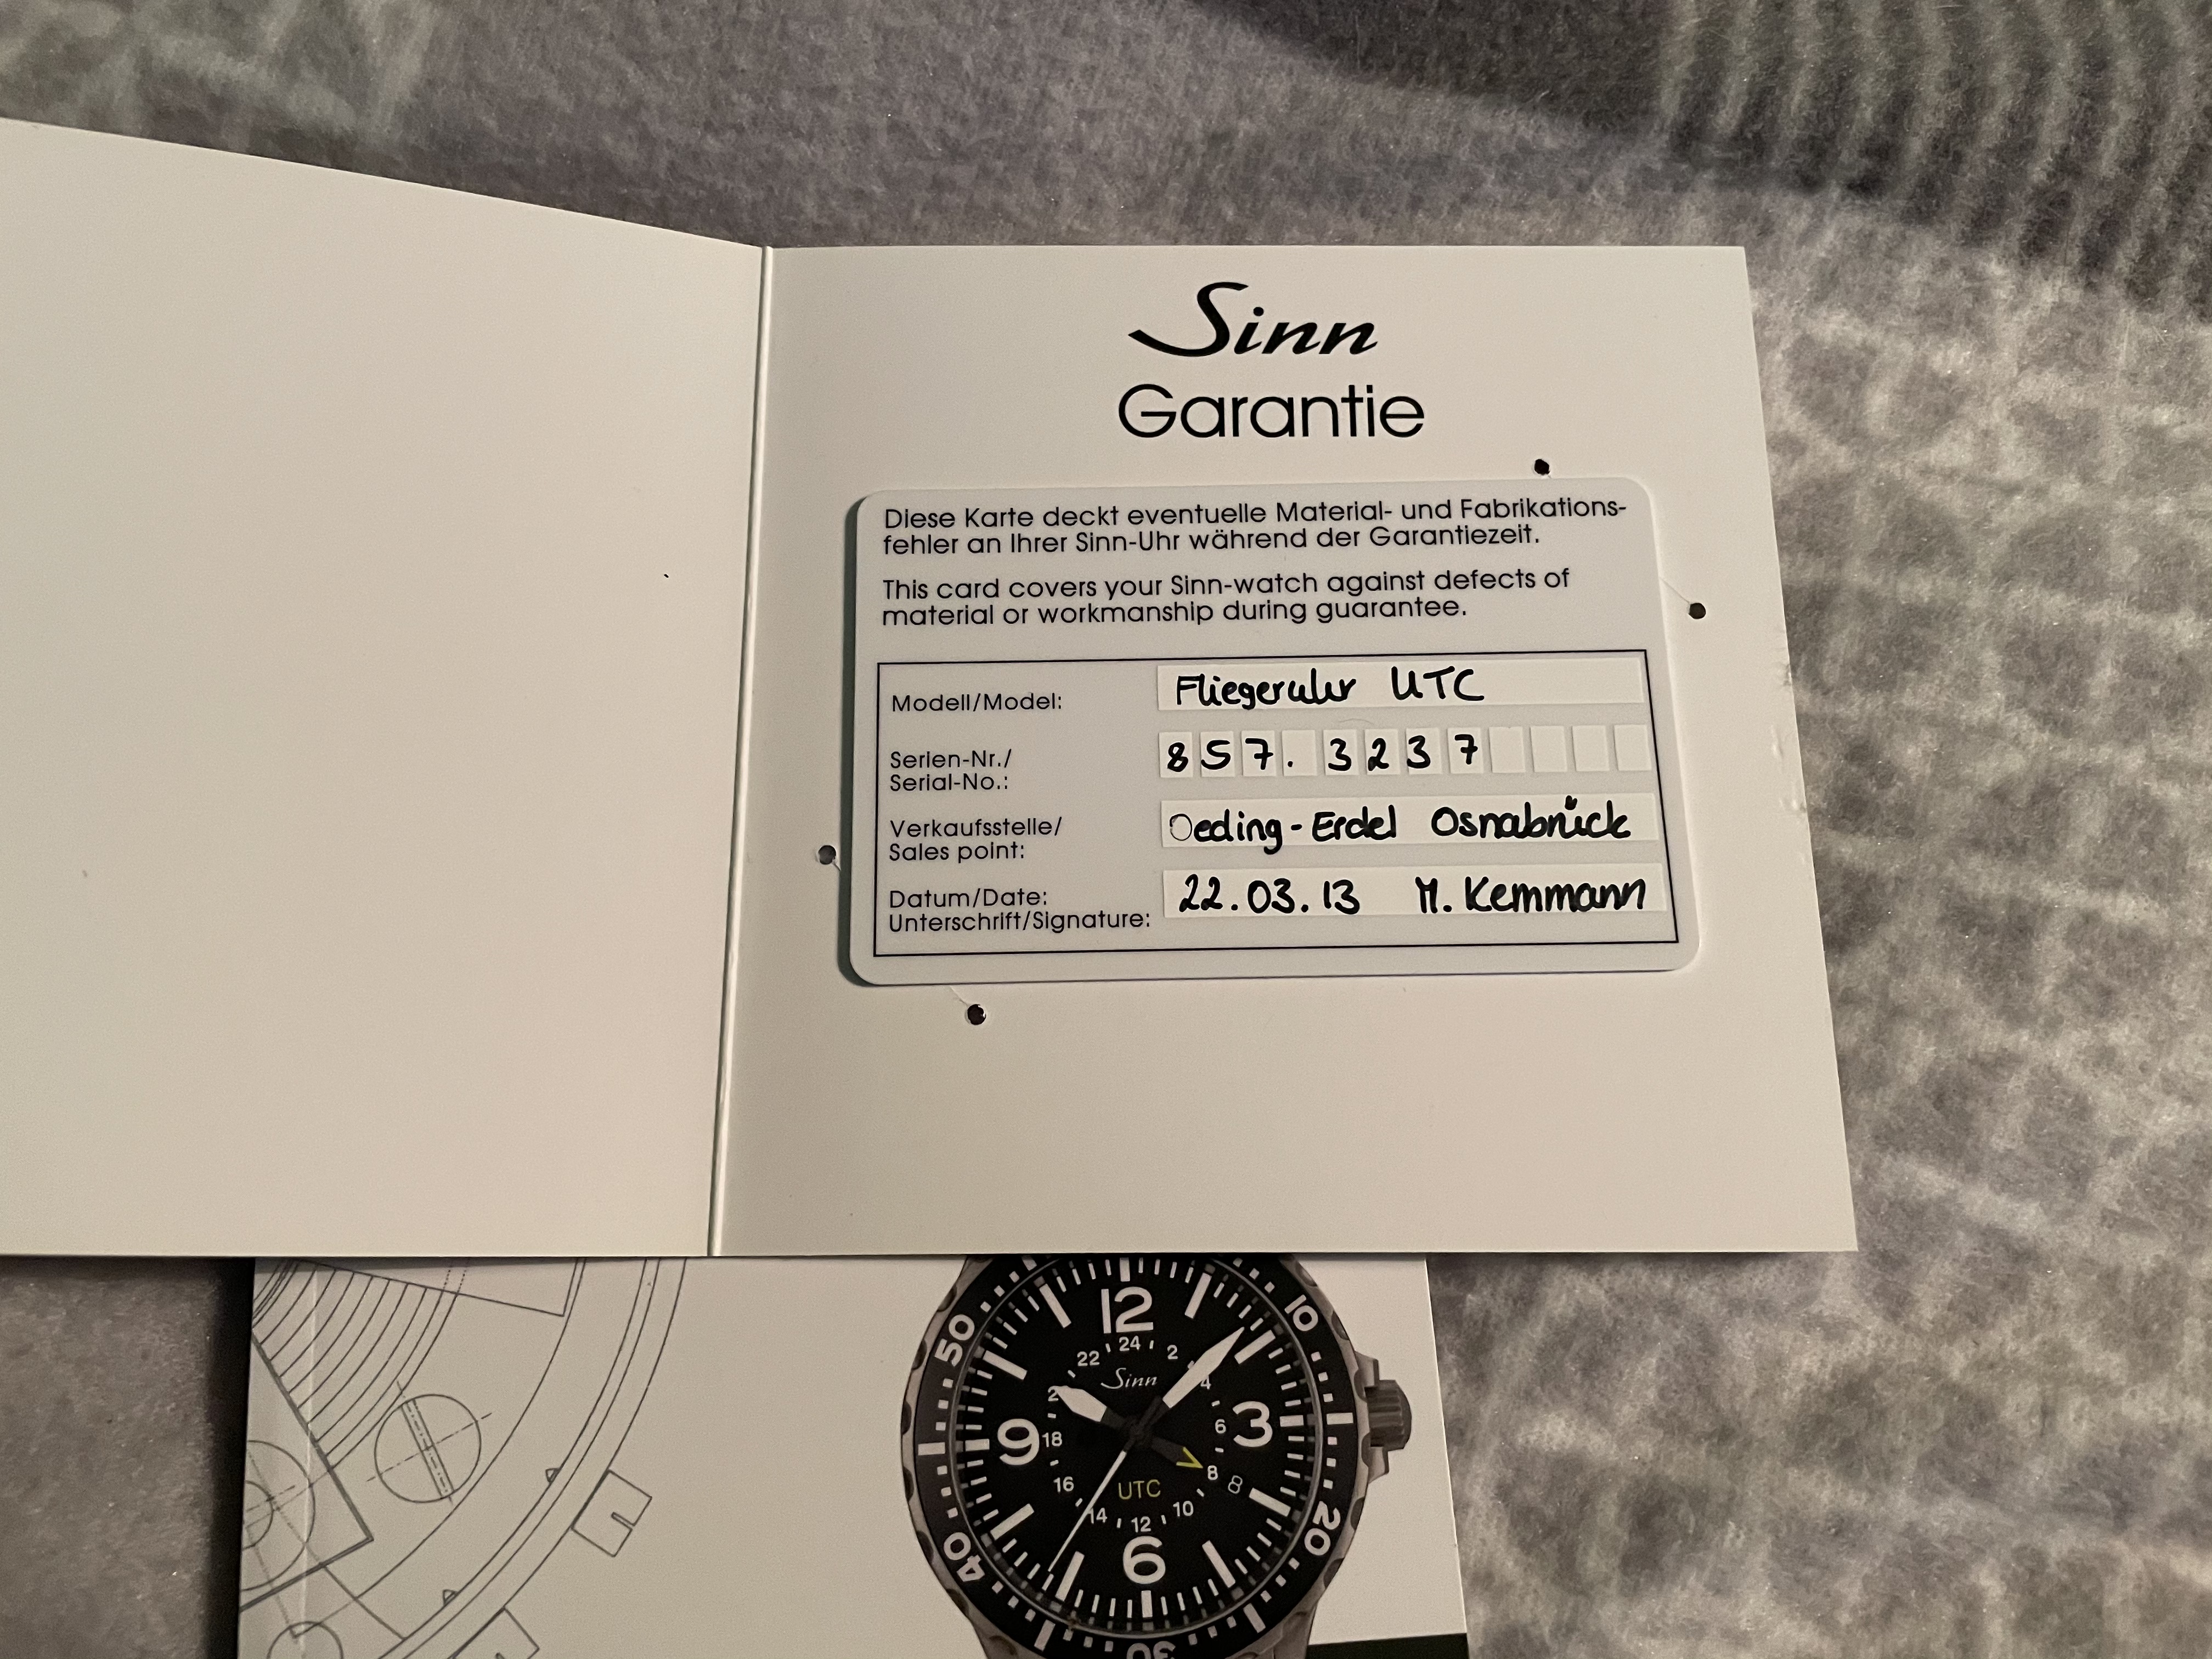 Sinn
Garantie
Diese Karte deckt eventuelle Material- und Fabrikations-
fehler an Ihrer Sinn-Uhr während der Garantiezeit.
This card covers your Sinn-watch against defects of
material or workmanship during guarantee.
Modell/Model: Fliegeruhr UTC
Serien-Nr./
Serial-No.: 857. 3237
Verkaufsstelle/
Sales point: Oeding-Erdel Osnabrück
Datum/Date: 22.03.13 M. Kemmann
Unterschrift/Signature:
50 12 10
22 24 2
Sinn
4
9 18 6 3
16 UTC 8 8
14 12 10
40 6 20
30